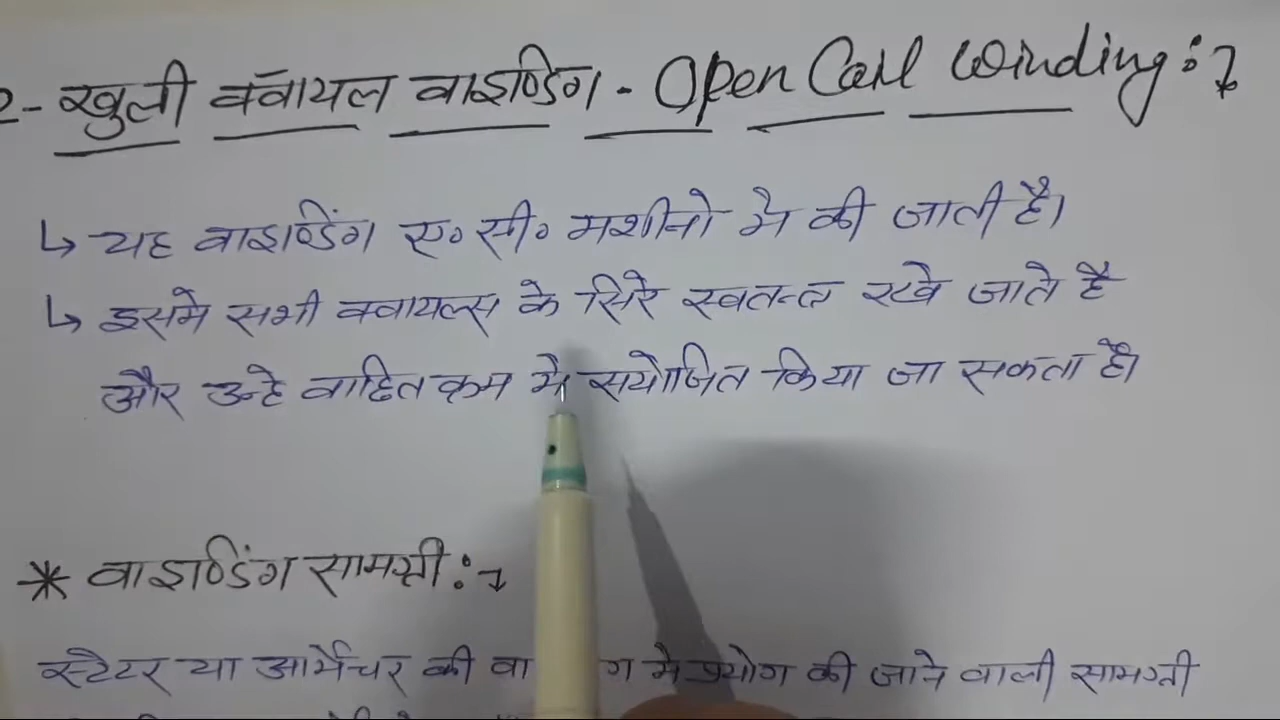 2- खुली क्वॉयल वाइण्डिंग - Open Coil Winding :-
↳ यह वाइण्डिंग ए॰ सी॰ मशीनो मे की जाती है।
↳ इसमे सभी क्वायल्स के सिरे स्वतन्त्र रखे जाते है
और उन्हे वाहित क्रम मे सयोजित किया जा सकता है।
* वाइण्डिंग सामग्री :-
स्टैटर या आर्मेचर की वा ग मे प्रयोग की जाने वाली सामग्री